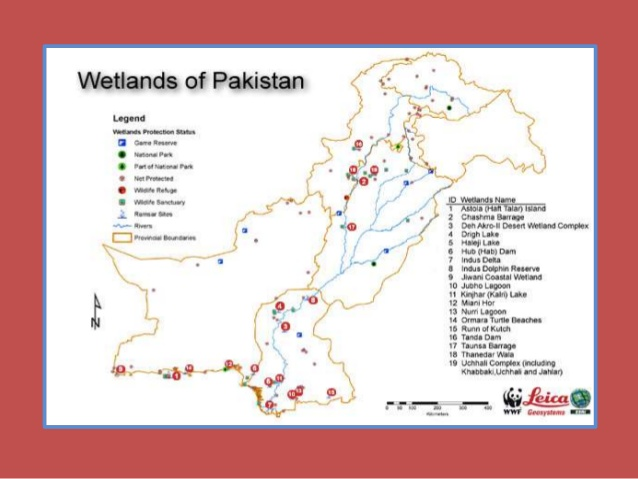 Wetlands of Pakistan
Legend
Wetlands Protection Status
Game Reserve
National Park
Part of National Park
Not Protected
Wildlife Refuge
Wildlife Sanctuary
Ramsar Sites
Rivers
Provincial Boundaries
N
ID Wetlands Name
1 Astola (Haft Talar) Island
2 Chashma Barrage
3 Deh Akro-II Desert Wetland Complex
4 Drigh Lake
5 Haleji Lake
6 Hub (Hab) Dam
7 Indus Delta
8 Indus Dolphin Reserve
9 Jiwani Coastal Wetland
10 Jubho Lagoon
11 Kinjhar (Kalri) Lake
12 Miani Hor
13 Nurri Lagoon
14 Ormara Turtle Beaches
15 Runn of Kutch
16 Tanda Dam
17 Taunsa Barrage
18 Thanedar Wala
19 Uchhali Complex (including
Khabbaki,Uchhali and Jahlar)
Kilometers
WWF
Leica
Geosystems